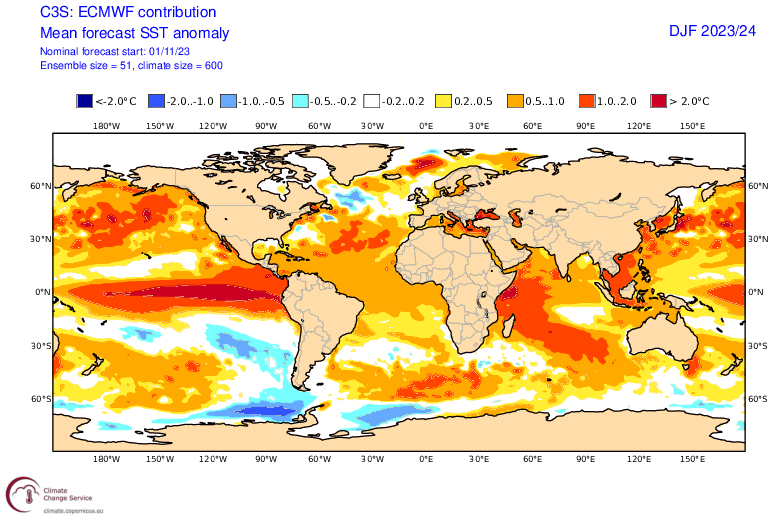 C3S: ECMWF contribution
Mean forecast SST anomaly
DJF 2023/24
Nominal forecast start: 01/11/23
Ensemble size = 51, climate size = 600
<-2.0°C -2.0..-1.0 -1.0..-0.5 -0.5..-0.2 -0.2..0.2 0.2..0.5 0.5..1.0 1.0..2.0 > 2.0°C
180°W 150°W 120°W 90°W 60°W 30°W 0°E 30°E 60°E 90°E 120°E 150°E
60°N 60°N
30°N 30°N
0°N 0°N
30°S 30°S
60°S 60°S
180°W 150°W 120°W 90°W 60°W 30°W 0°E 30°E 60°E 90°E 120°E 150°E
Climate
Change Service
climate.copernicus.eu